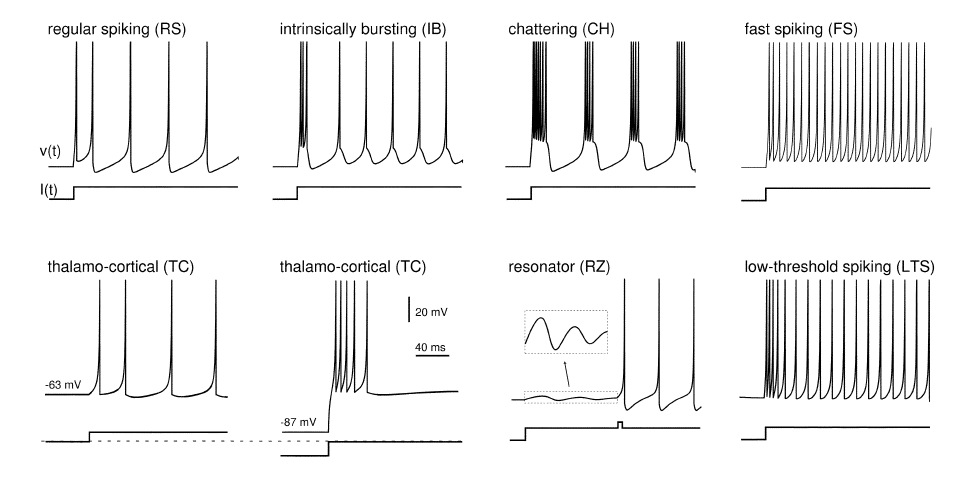 regular spiking (RS)
intrinsically bursting (IB)
chattering (CH)
fast spiking (FS)
v(t)
I(t)
thalamo-cortical (TC)
thalamo-cortical (TC)
resonator (RZ)
low-threshold spiking (LTS)
20 mV
40 ms
-63 mV
-87 mV